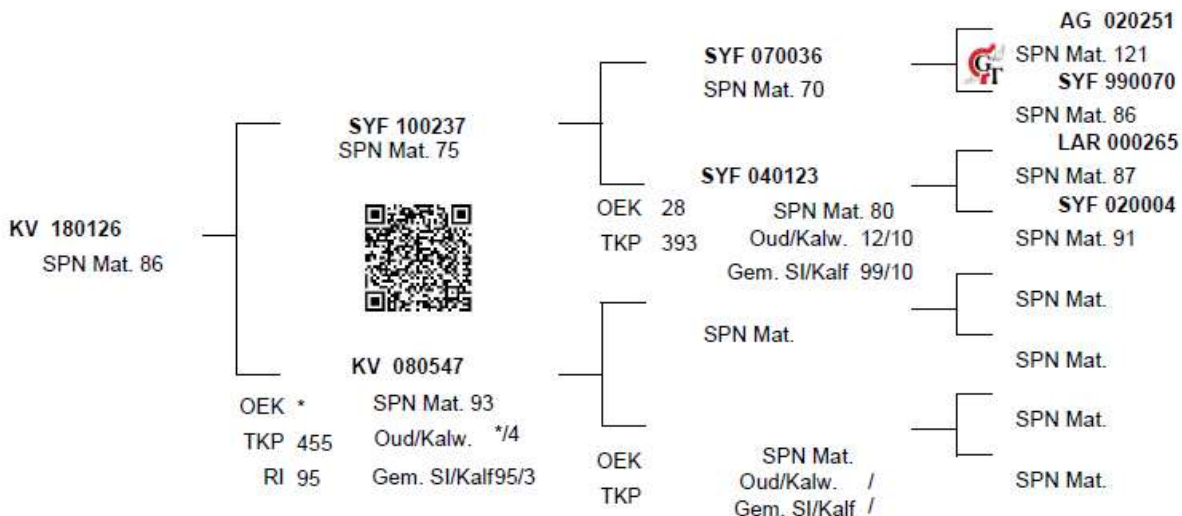 AG 020251
SYF 070036
SPN Mat. 121
GT
SYF 990070
SPN Mat. 70
SPN Mat. 86
SYF 100237
LAR 000265
SPN Mat. 75
SYF 040123
SPN Mat. 87
OEK 28
SPN Mat. 80
SYF 020004
KV 180126
TKP 393
Oud/Kalw. 12/10
SPN Mat. 91
SPN Mat. 86
Gem. SI/Kalf 99/10
SPN Mat.
SPN Mat.
KV 080547
SPN Mat.
OEK *
SPN Mat. 93
SPN Mat.
TKP 455
Oud/Kalw. */4
OEK
SPN Mat.
RI 95
Gem. SI/Kalf95/3
Oud/Kalw. /
SPN Mat.
TKP
Gem. SI/Kalf /